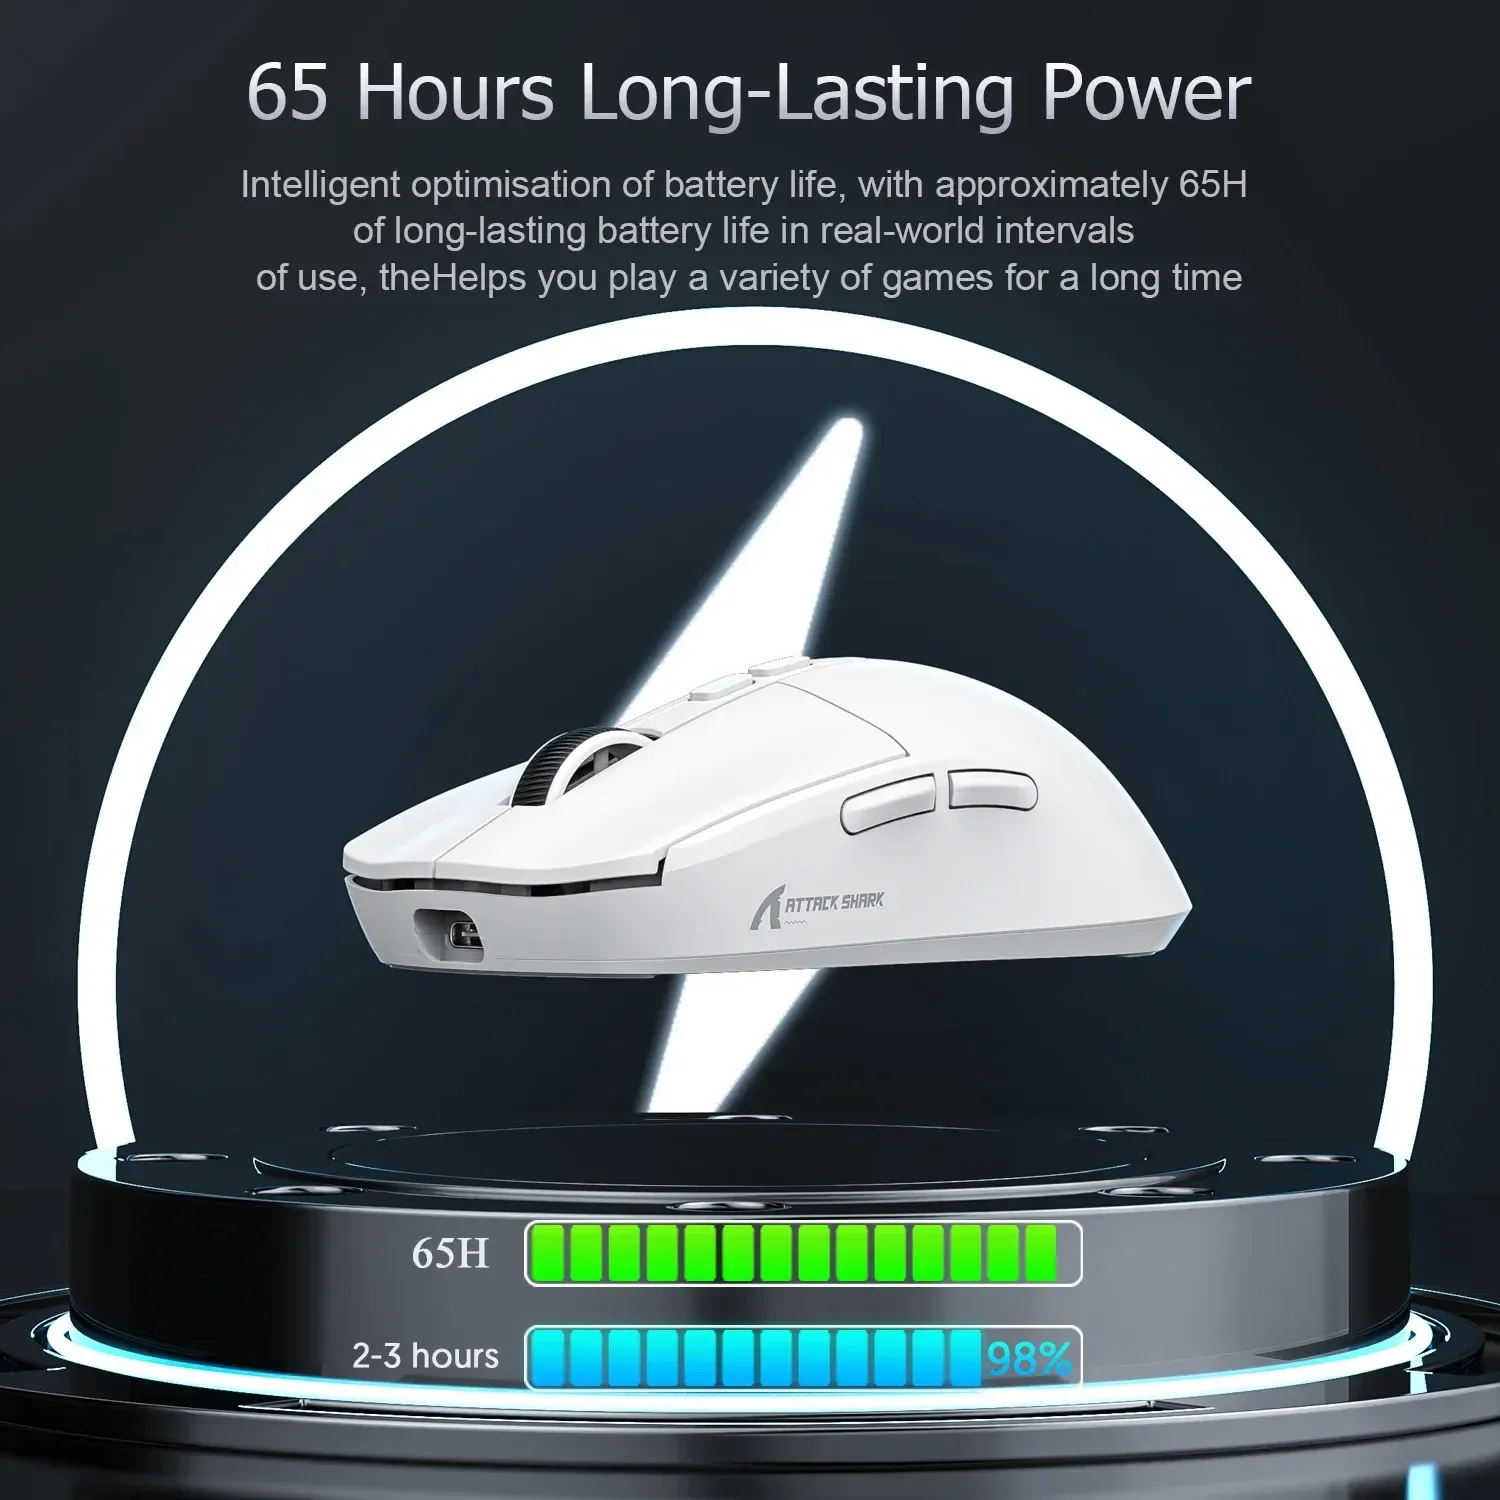 65 Hours Long-Lasting Power
Intelligent optimisation of battery life, with approximately 65H
of long-lasting battery life in real-world intervals
of use, theHelps you play a variety of games for a long time
ATTACK SHARK
65H
2-3 hours
98%